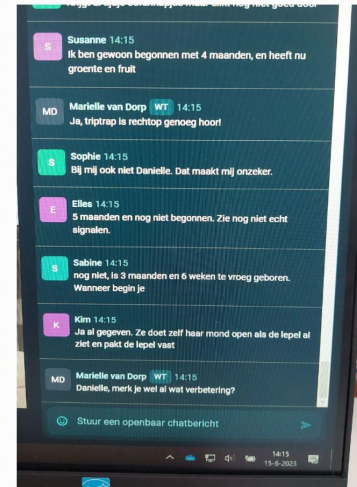 nog niet goed door
S
Susanne 14:15
Ik ben gewoon begonnen met 4 maanden, en heeft nu
groente en fruit
MD
Marielle van Dorp WT 14:15
Ja, triptrap is rechtop genoeg hoor!
S
Sophie 14:15
Bij mij ook niet Danielle. Dat maakt mij onzeker.
E
Elles 14:15
5 maanden en nog niet begonnen. Zie nog niet echt
signalen.
S
Sabine 14:15
nog niet, is 3 maanden en 6 weken te vroeg geboren.
Wanneer begin je
K
Kim 14:15
Ja al gegeven. Ze doet zelf haar mond open als de lepel al
ziet en pakt de lepel vast
MD
Marielle van Dorp WT 14:15
Danielle, merk je wel al wat verbetering?
Stuur een openbaar chatbericht
14:15
15-6-2023